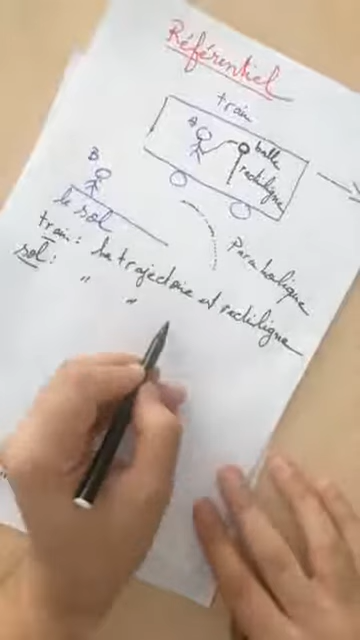 Référentiel
train
A
balle
rectiligne
B
le sol
Parabolique
train : la trajectoire est rectiligne
sol : " "